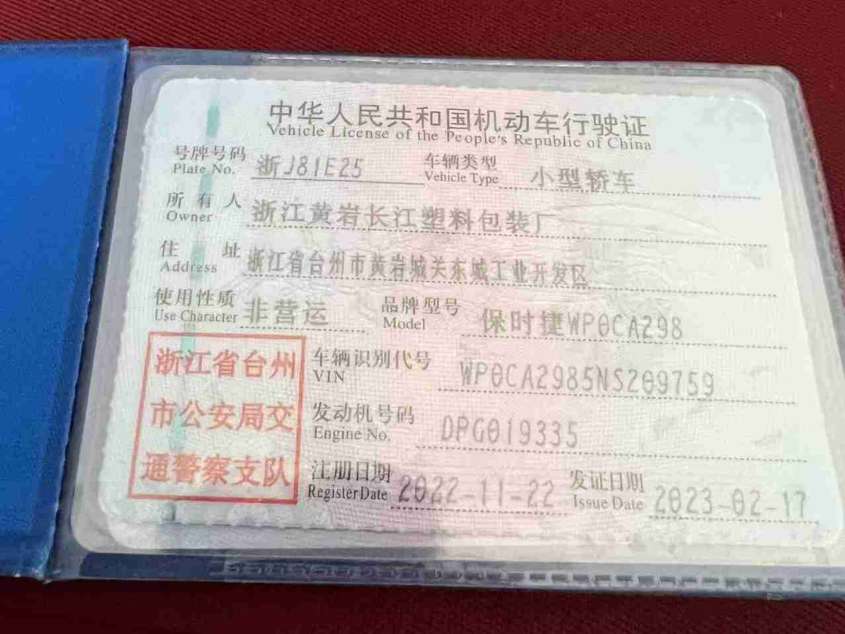 中华人民共和国机动车行驶证
Vehicle License of the People's Republic of China
号牌号码 浙J81E25 车辆类型 小型轿车
Plate No. Vehicle Type
所有人 浙江黄岩长江塑料包装厂
Owner
住址 浙江省台州市黄岩城关东城工业开发区
Address
使用性质 非营运 品牌型号 保时捷WP0CA298
Use Character Model
浙江省台州
市公安局交
通警察支队
车辆识别代号 WP0CA2985NS209759
VIN
发动机号码 DPG019335
Engine No.
注册日期 2022-11-22 发证日期 2023-02-17
Register Date Issue Date